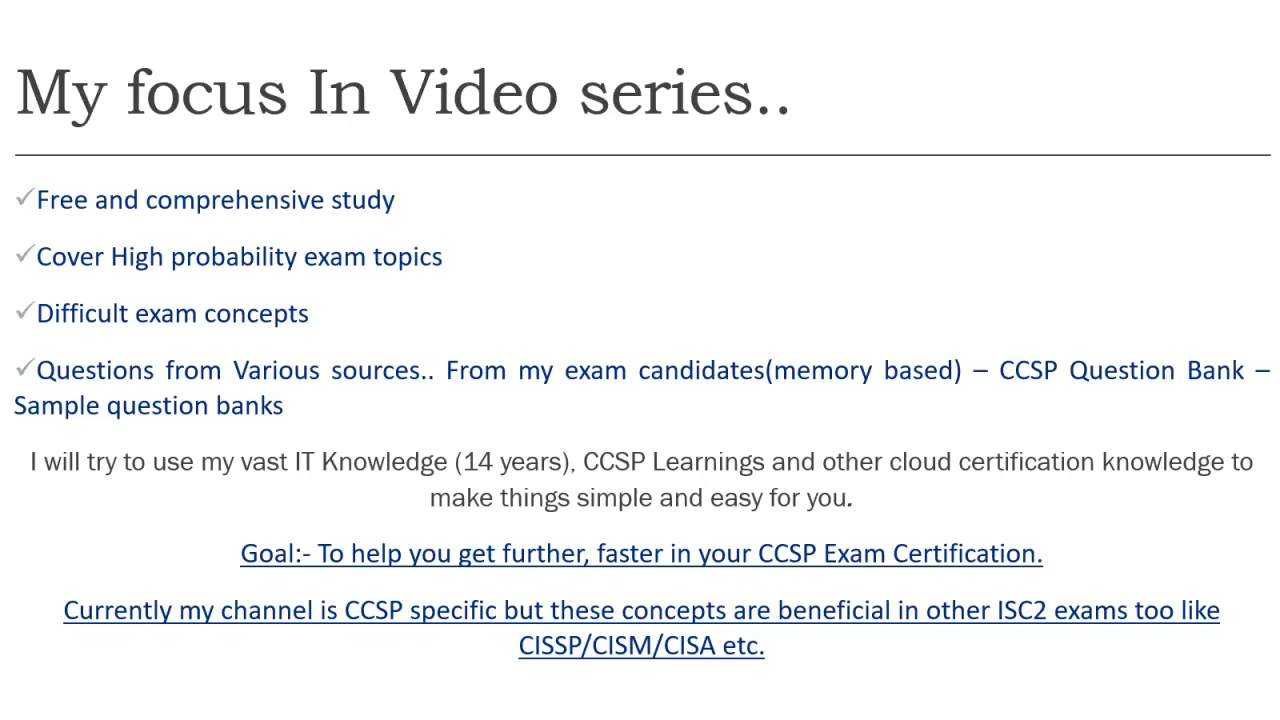 My focus In Video series..
✓Free and comprehensive study
✓Cover High probability exam topics
✓Difficult exam concepts
✓Questions from Various sources.. From my exam candidates(memory based) – CCSP Question Bank –
Sample question banks
I will try to use my vast IT Knowledge (14 years), CCSP Learnings and other cloud certification knowledge to
make things simple and easy for you.
Goal:- To help you get further, faster in your CCSP Exam Certification.
Currently my channel is CCSP specific but these concepts are beneficial in other ISC2 exams too like
CISSP/CISM/CISA etc.